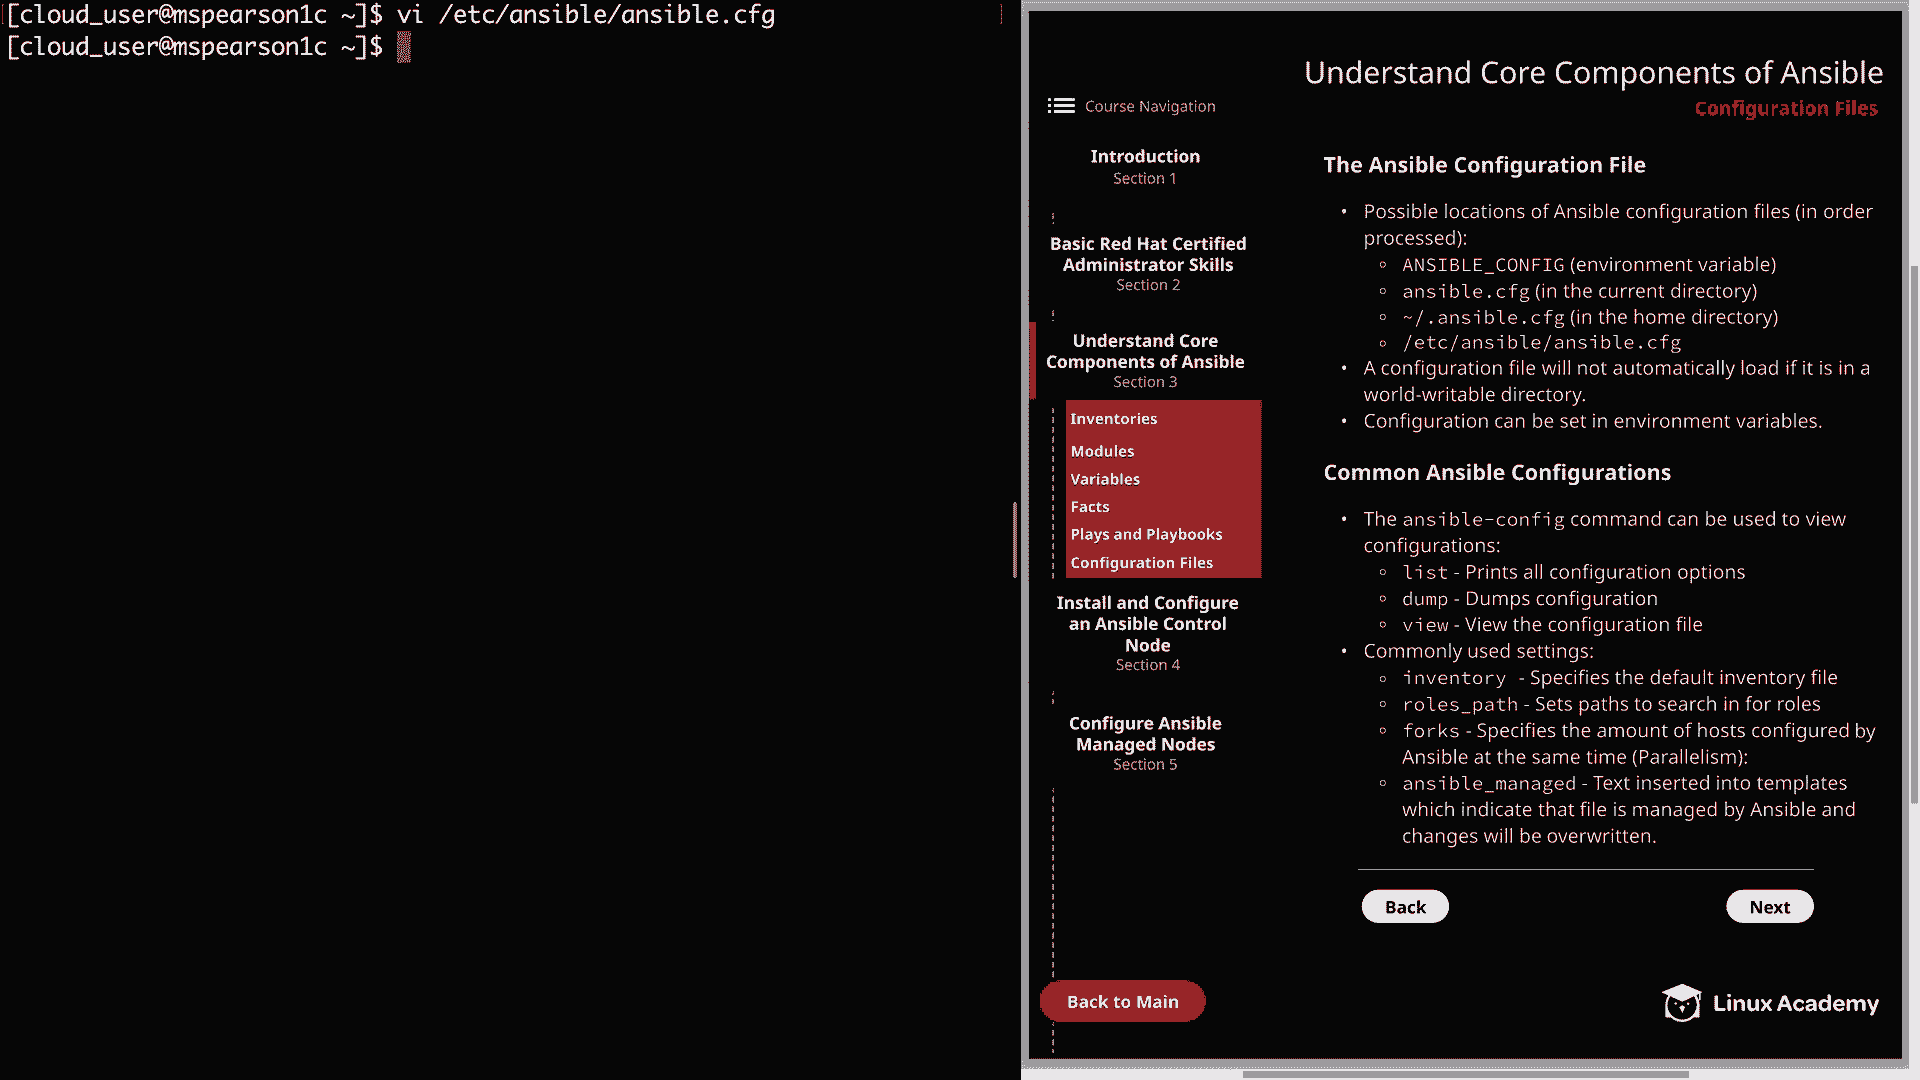 [cloud_user@mspearson1c ~]$ vi /etc/ansible/ansible.cfg
[cloud_user@mspearson1c ~]$
Understand Core Components of Ansible
Configuration Files
Course Navigation
Introduction
Section 1
Basic Red Hat Certified
Administrator Skills
Section 2
Understand Core
Components of Ansible
Section 3
Inventories
Modules
Variables
Facts
Plays and Playbooks
Configuration Files
Install and Configure
an Ansible Control
Node
Section 4
Configure Ansible
Managed Nodes
Section 5
Back to Main
The Ansible Configuration File
• Possible locations of Ansible configuration files (in order
processed):
◦ ANSIBLE_CONFIG (environment variable)
◦ ansible.cfg (in the current directory)
◦ ~/.ansible.cfg (in the home directory)
◦ /etc/ansible/ansible.cfg
• A configuration file will not automatically load if it is in a
world-writable directory.
• Configuration can be set in environment variables.
Common Ansible Configurations
• The ansible-config command can be used to view
configurations:
◦ list - Prints all configuration options
◦ dump - Dumps configuration
◦ view - View the configuration file
• Commonly used settings:
◦ inventory - Specifies the default inventory file
◦ roles_path - Sets paths to search in for roles
◦ forks - Specifies the amount of hosts configured by
Ansible at the same time (Parallelism):
◦ ansible_managed - Text inserted into templates
which indicate that file is managed by Ansible and
changes will be overwritten.
Back
Next
Linux Academy